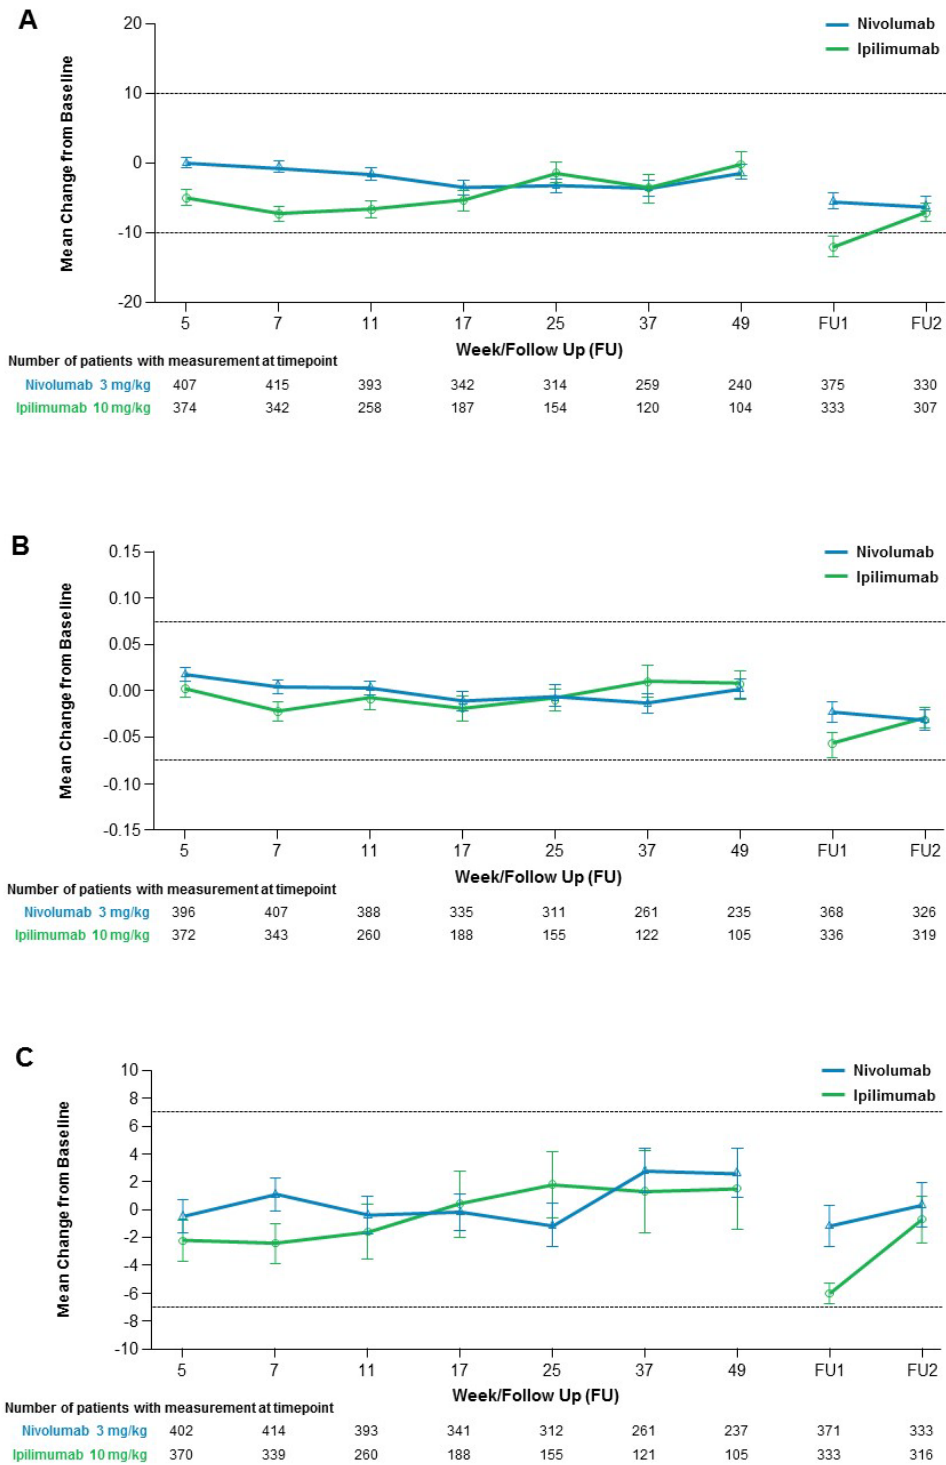 A
20
10
0
-10
-20
Mean Change from Baseline
Nivolumab
Ipilimumab
5 7 11 17 25 37 49 FU1 FU2
Week/Follow Up (FU)
Number of patients with measurement at timepoint
Nivolumab 3 mg/kg 407 415 393 342 314 259 240 375 330
Ipilimumab 10 mg/kg 374 342 258 187 154 120 104 333 307
B
0.15
0.10
0.05
0.00
-0.05
-0.10
-0.15
Mean Change from Baseline
Nivolumab
Ipilimumab
5 7 11 17 25 37 49 FU1 FU2
Week/Follow Up (FU)
Number of patients with measurement at timepoint
Nivolumab 3 mg/kg 396 407 388 335 311 261 235 368 326
Ipilimumab 10 mg/kg 372 343 260 188 155 122 105 336 319
C
10
8
6
4
2
0
-2
-4
-6
-8
-10
Mean Change from Baseline
Nivolumab
Ipilimumab
5 7 11 17 25 37 49 FU1 FU2
Week/Follow Up (FU)
Number of patients with measurement at timepoint
Nivolumab 3 mg/kg 402 414 393 341 312 261 237 371 333
Ipilimumab 10 mg/kg 370 339 260 188 155 121 105 333 316